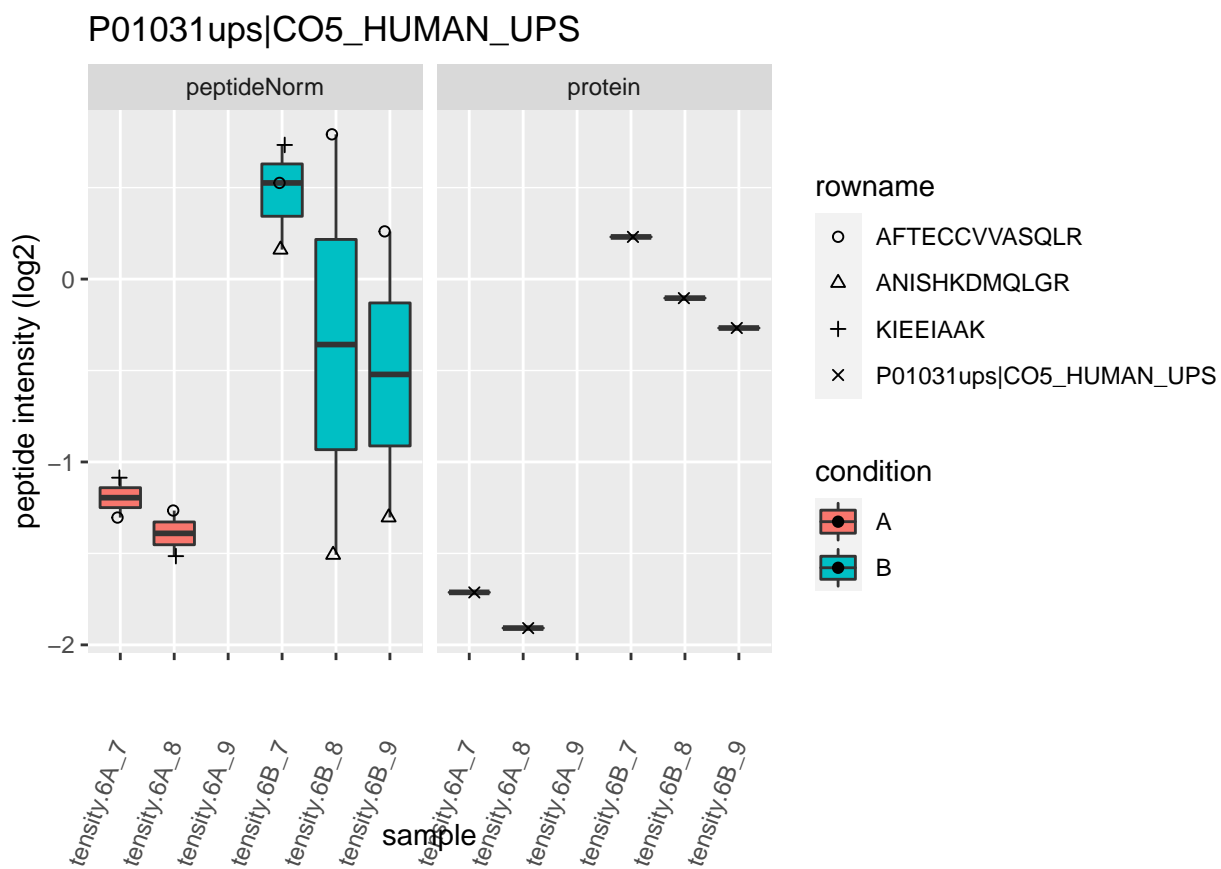 P01031ups|CO5_HUMAN_UPS
peptideNorm
protein
peptide intensity (log2)
0
−1
−2
tensity.6A_7
tensity.6A_8
tensity.6A_9
tensity.6B_7
tensity.6B_8
tensity.6B_9
tensity.6A_7
tensity.6A_8
tensity.6A_9
tensity.6B_7
tensity.6B_8
tensity.6B_9
sample
rowname
AFTECCVVASQLR
ANISHKDMQLGR
KIEEIAAK
P01031ups|CO5_HUMAN_UPS
condition
A
B